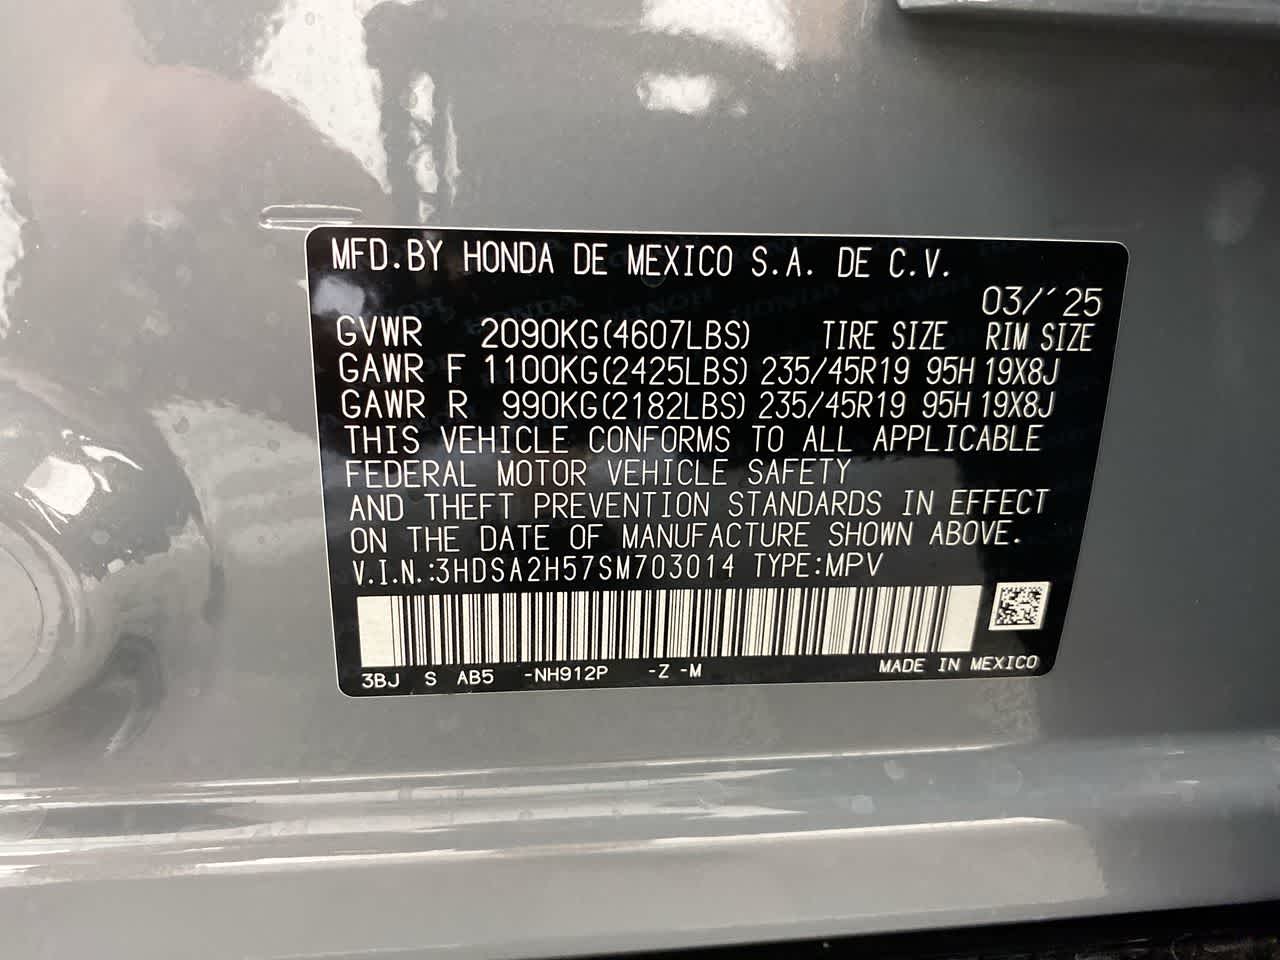 MFD.BY HONDA DE MEXICO S.A. DE C.V.
03/´25
GVWR 2090KG(4607LBS) TIRE SIZE RIM SIZE
GAWR F 1100KG(2425LBS) 235/45R19 95H 19X8J
GAWR R 990KG(2182LBS) 235/45R19 95H 19X8J
THIS VEHICLE CONFORMS TO ALL APPLICABLE
FEDERAL MOTOR VEHICLE SAFETY
AND THEFT PREVENTION STANDARDS IN EFFECT
ON THE DATE OF MANUFACTURE SHOWN ABOVE.
V.I.N.:3HDSA2H57SM703014 TYPE:MPV
3BJ S AB5 -NH912P -Z -M MADE IN MEXICO